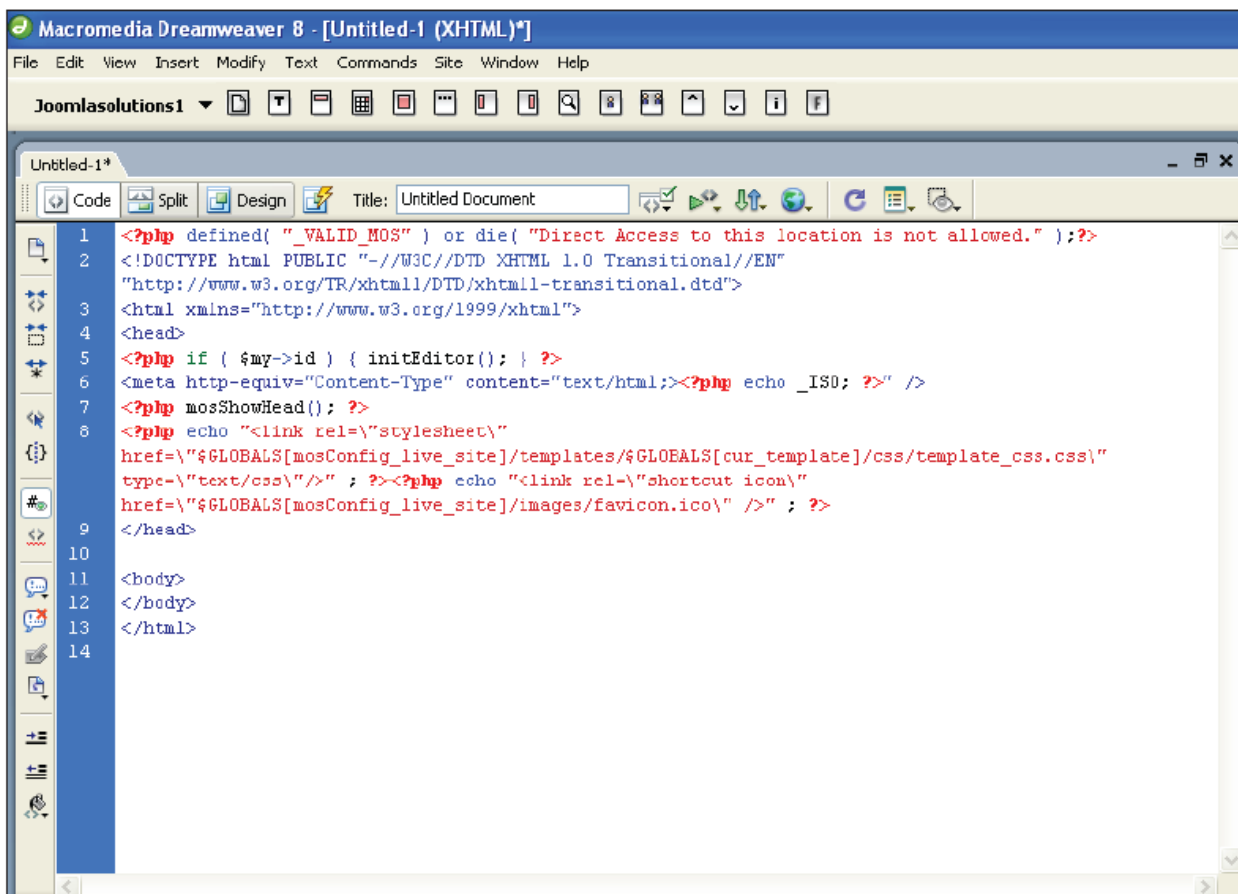 Macromedia Dreamweaver 8 - [Untitled-1 (XHTML)*]
File Edit View Insert Modify Text Commands Site Window Help
Joomlasolutions1
Untitled-1*
Code Split Design Title: Untitled Document
1 <?php defined( "_VALID_MOS" ) or die( "Direct Access to this location is not allowed." );?>
2 <!DOCTYPE html PUBLIC "-//W3C//DTD XHTML 1.0 Transitional//EN"
"http://www.w3.org/TR/xhtml1/DTD/xhtml1-transitional.dtd">
3 <html xmlns="http://www.w3.org/1999/xhtml">
4 <head>
5 <?php if ( $my->id ) { initEditor(); } ?>
6 <meta http-equiv="Content-Type" content="text/html;><?php echo _ISO; ?>" />
7 <?php mosShowHead(); ?>
8 <?php echo "<link rel=\"stylesheet\"
href=\"$GLOBALS[mosConfig_live_site]/templates/$GLOBALS[cur_template]/css/template_css.css\"
type=\"text/css\"/>" ; ?><?php echo "<link rel=\"shortcut icon\"
href=\"$GLOBALS[mosConfig_live_site]/images/favicon.ico\" />" ; ?>
9 </head>
10
11 <body>
12 </body>
13 </html>
14